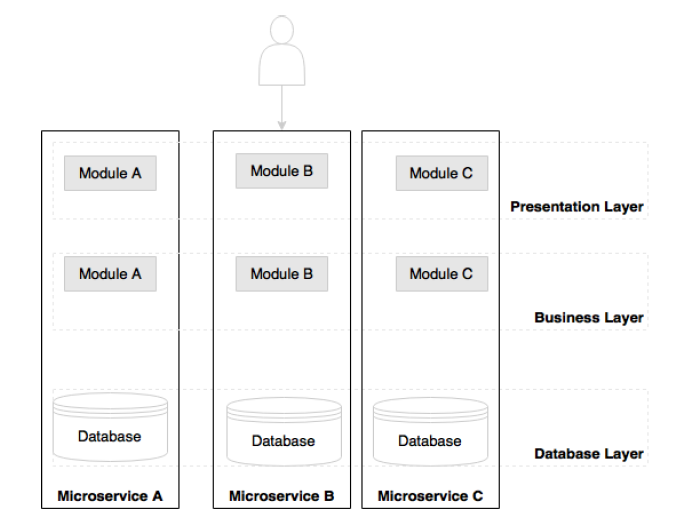 Module A
Module B
Module C
Presentation Layer
Module A
Module B
Module C
Business Layer
Database
Database
Database
Database Layer
Microservice A
Microservice B
Microservice C